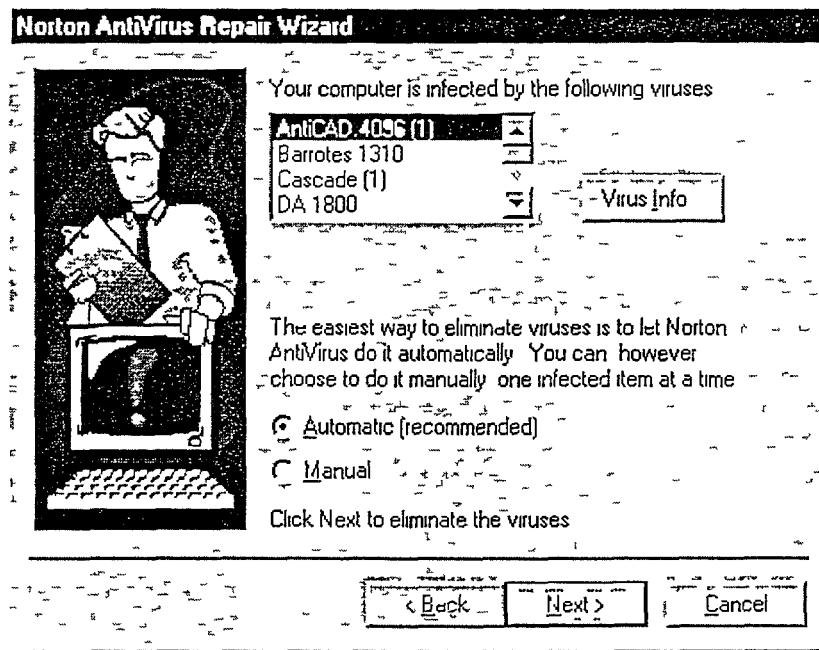 Norton AntiVirus Repair Wizard
Your computer is infected by the following viruses
AntiCAD.4096 (1)
Barrotes 1310
Cascade (1)
DA 1800
Virus Info
The easiest way to eliminate viruses is to let Norton
AntiVirus do it automatically You can however
choose to do it manually one infected item at a time
Automatic (recommended)
Manual
Click Next to eliminate the viruses
< Back
Next >
Cancel